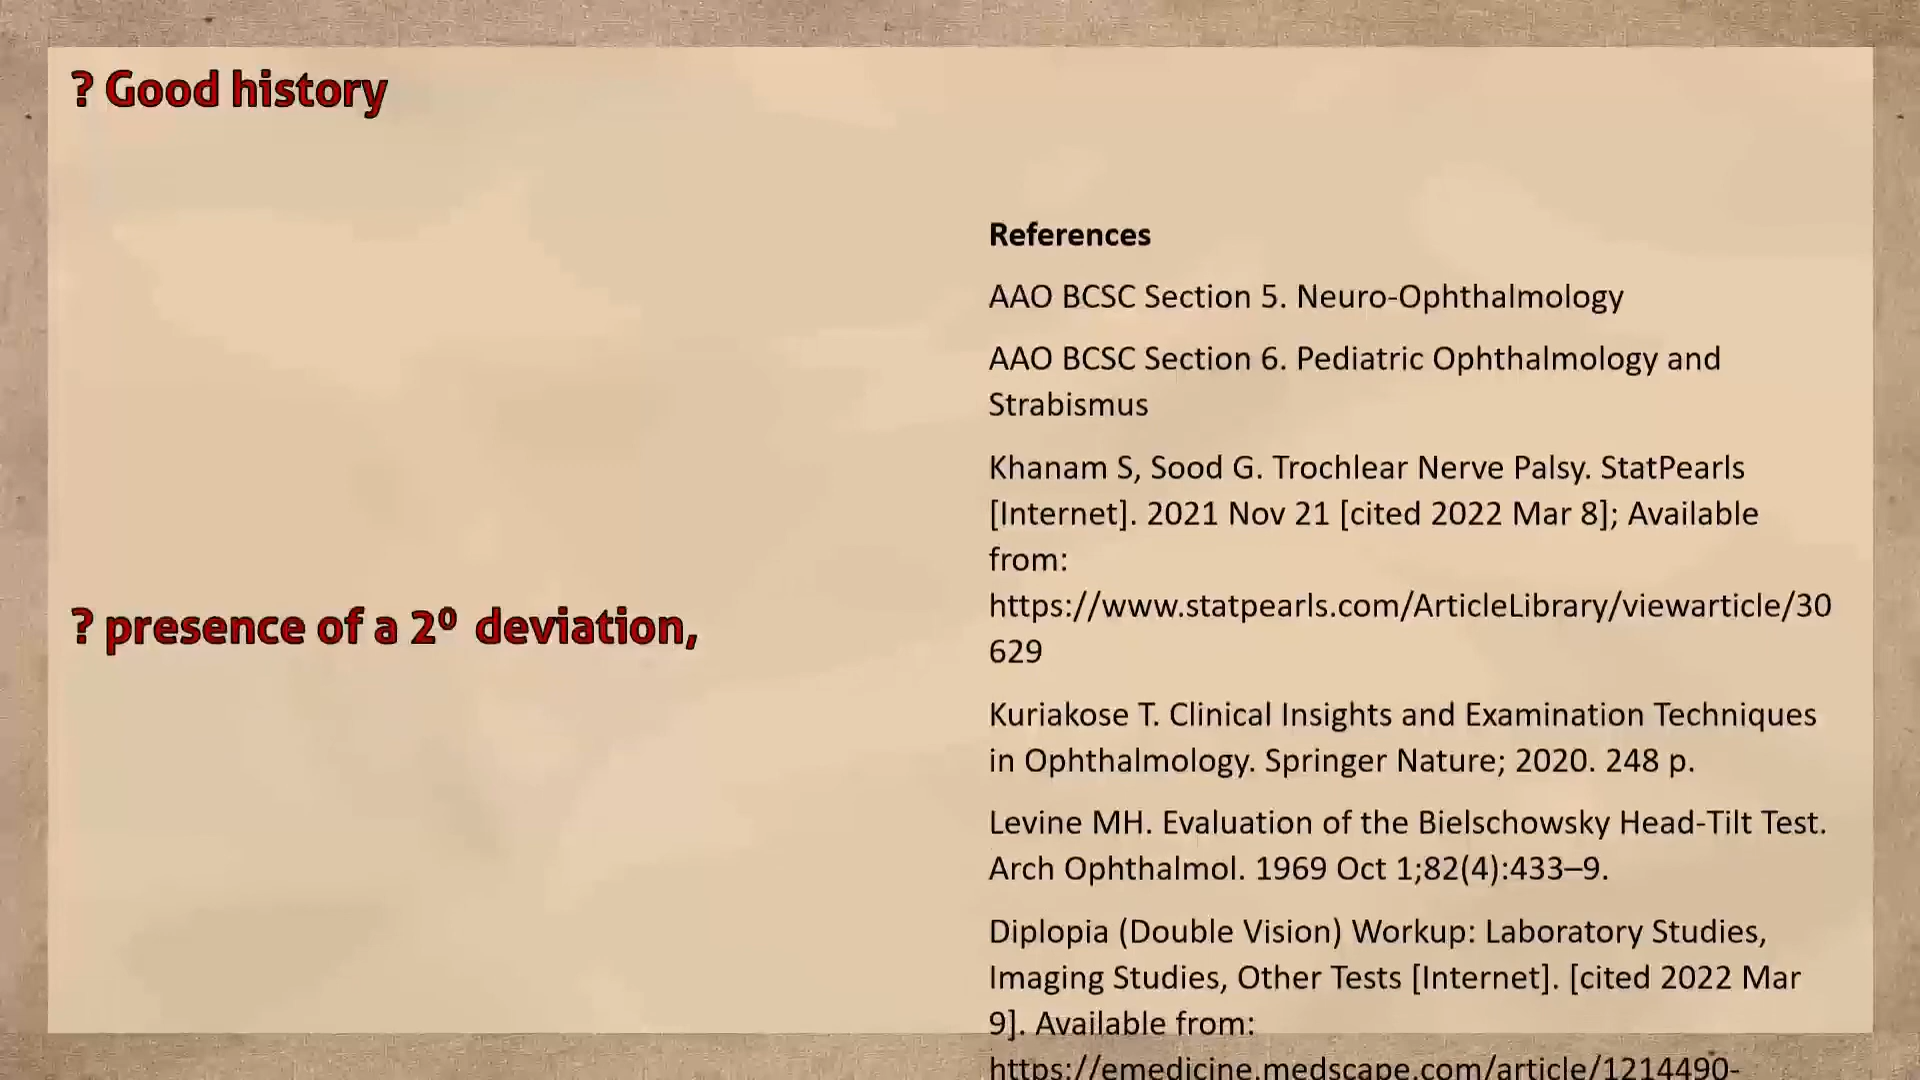 ? Good history
? presence of a 2º deviation,
References
AAO BCSC Section 5. Neuro-Ophthalmology
AAO BCSC Section 6. Pediatric Ophthalmology and
Strabismus
Khanam S, Sood G. Trochlear Nerve Palsy. StatPearls
[Internet]. 2021 Nov 21 [cited 2022 Mar 8]; Available
from:
https://www.statpearls.com/ArticleLibrary/viewarticle/30
629
Kuriakose T. Clinical Insights and Examination Techniques
in Ophthalmology. Springer Nature; 2020. 248 p.
Levine MH. Evaluation of the Bielschowsky Head-Tilt Test.
Arch Ophthalmol. 1969 Oct 1;82(4):433–9.
Diplopia (Double Vision) Workup: Laboratory Studies,
Imaging Studies, Other Tests [Internet]. [cited 2022 Mar
9]. Available from:
https://emedicine.medscape.com/article/1214490-